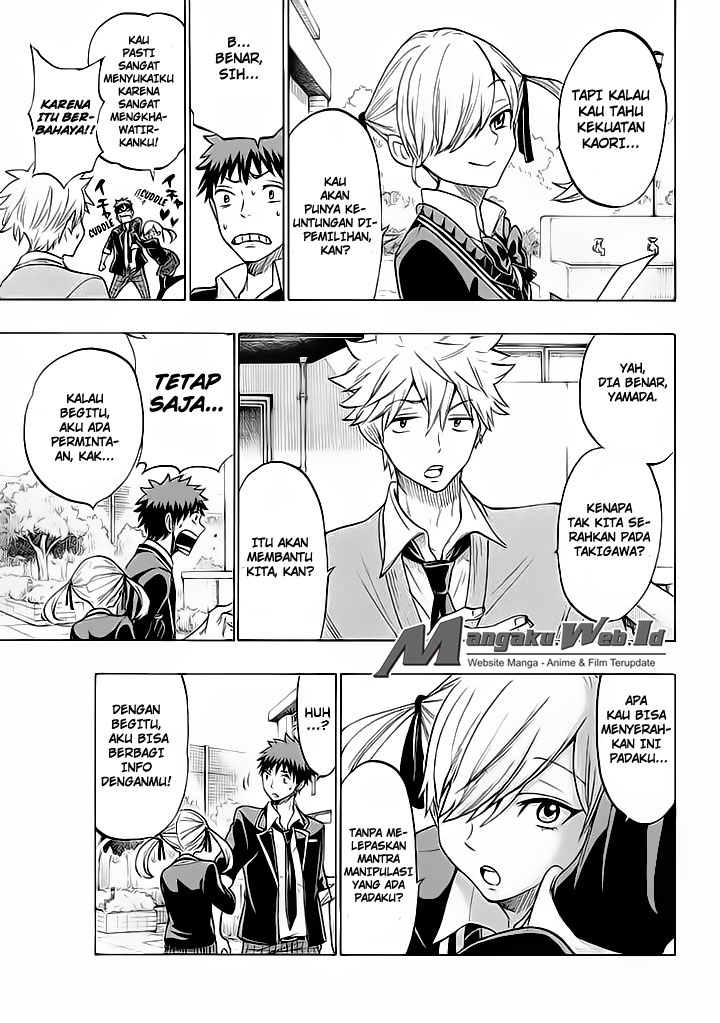 TAPI KALAU
KAU TAHU
KEKUATAN
KAORI...
KAU
AKAN
PUNYA KE-
UNTUNGAN DI-
PEMILIHAN,
KAN?
B...
BENAR,
SIH...
KAU
PASTI
SANGAT
MENYUKAIKU
KARENA
SANGAT
MENGKHA-
WATIR-
KANKU!
KARENA
ITU BER-
BAHAYA!!
CUDDLE
CUDDLE
YAH,
DIA BENAR,
YAMADA.
KENAPA
TAK KITA SE-
RAHKAN PADA
TAKIGAWA?
ITU AKAN
MEMBANTU
KITA, KAN?
TETAP
SAJA...
KALAU
BEGITU,
AKU ADA
PERMINTA-
AN, KAK...
Mangaku.Web.Id
Website Manga - Anime & Film Terupdate
APA
KAU BISA
MENYERAH-
KAN INI
PADAKU...
TANPA ME-
LEPASKAN
MANTRA
MANIPULASI
YANG ADA
PADAKU?
HUH
...?
DENGAN
BEGITU,
AKU BISA
BERBAGI
INFO
DENGANMU!